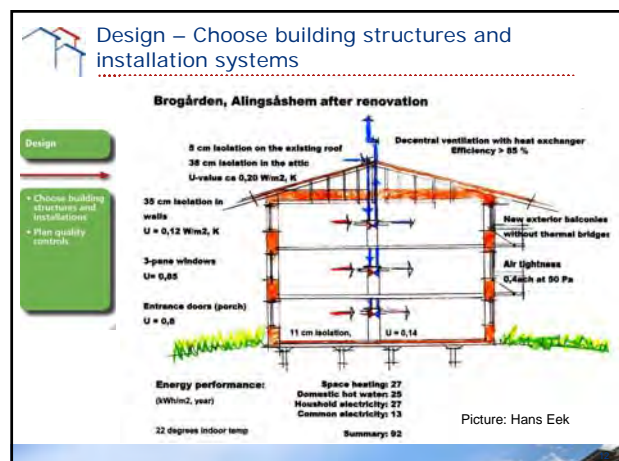 Design – Choose building structures and
installation systems
Brogården, Alingsåshem after renovation
Design
• Choose building
structures and
installations
• Plan quality
controls
5 cm isolation on the existing roof
38 cm isolation in the attic
U-value ca 0,20 W/m2, K
Decentral ventilation with heat exchanger
Efficiency > 85 %
35 cm isolation in
walls
U = 0,12 W/m2, K
New exterior balconies
without thermal bridges
3-pane windows
U= 0,85
Air tightness
0,4ach at 50 Pa
Entrance doors (porch)
U = 0,8
11 cm isolation, U = 0,14
Energy performance:
(kWh/m2, year)
Space heating: 27
Domestic hot water: 25
Houshold electricity: 27
Common electricity: 13
22 degrees indoor temp
Summary: 92
Picture: Hans Eek